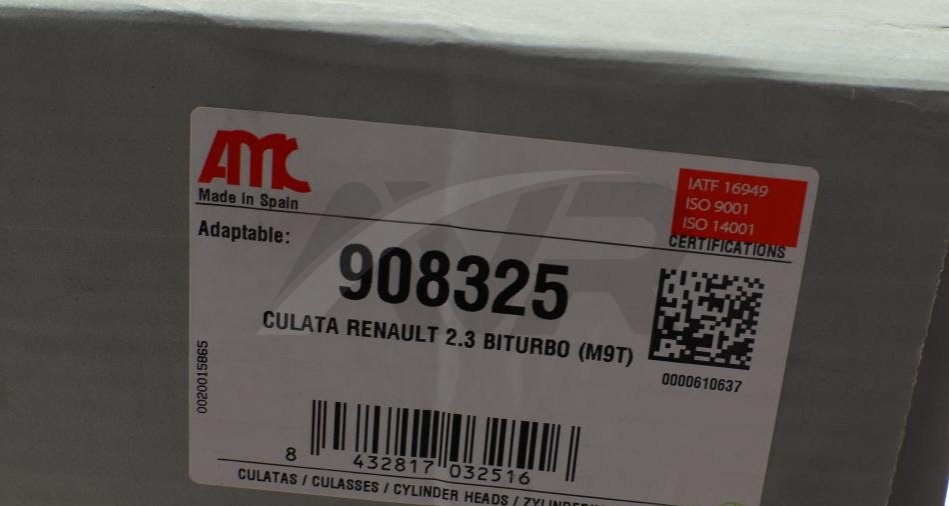 AMC
Made in Spain
IATF 16949
ISO 9001
ISO 14001
CERTIFICATIONS
Adaptable:
908325
CULATA RENAULT 2.3 BITURBO (M9T)
0000610637
0020015865
8 432817 032516
CULATAS / CULASSES / CYLINDER HEADS /